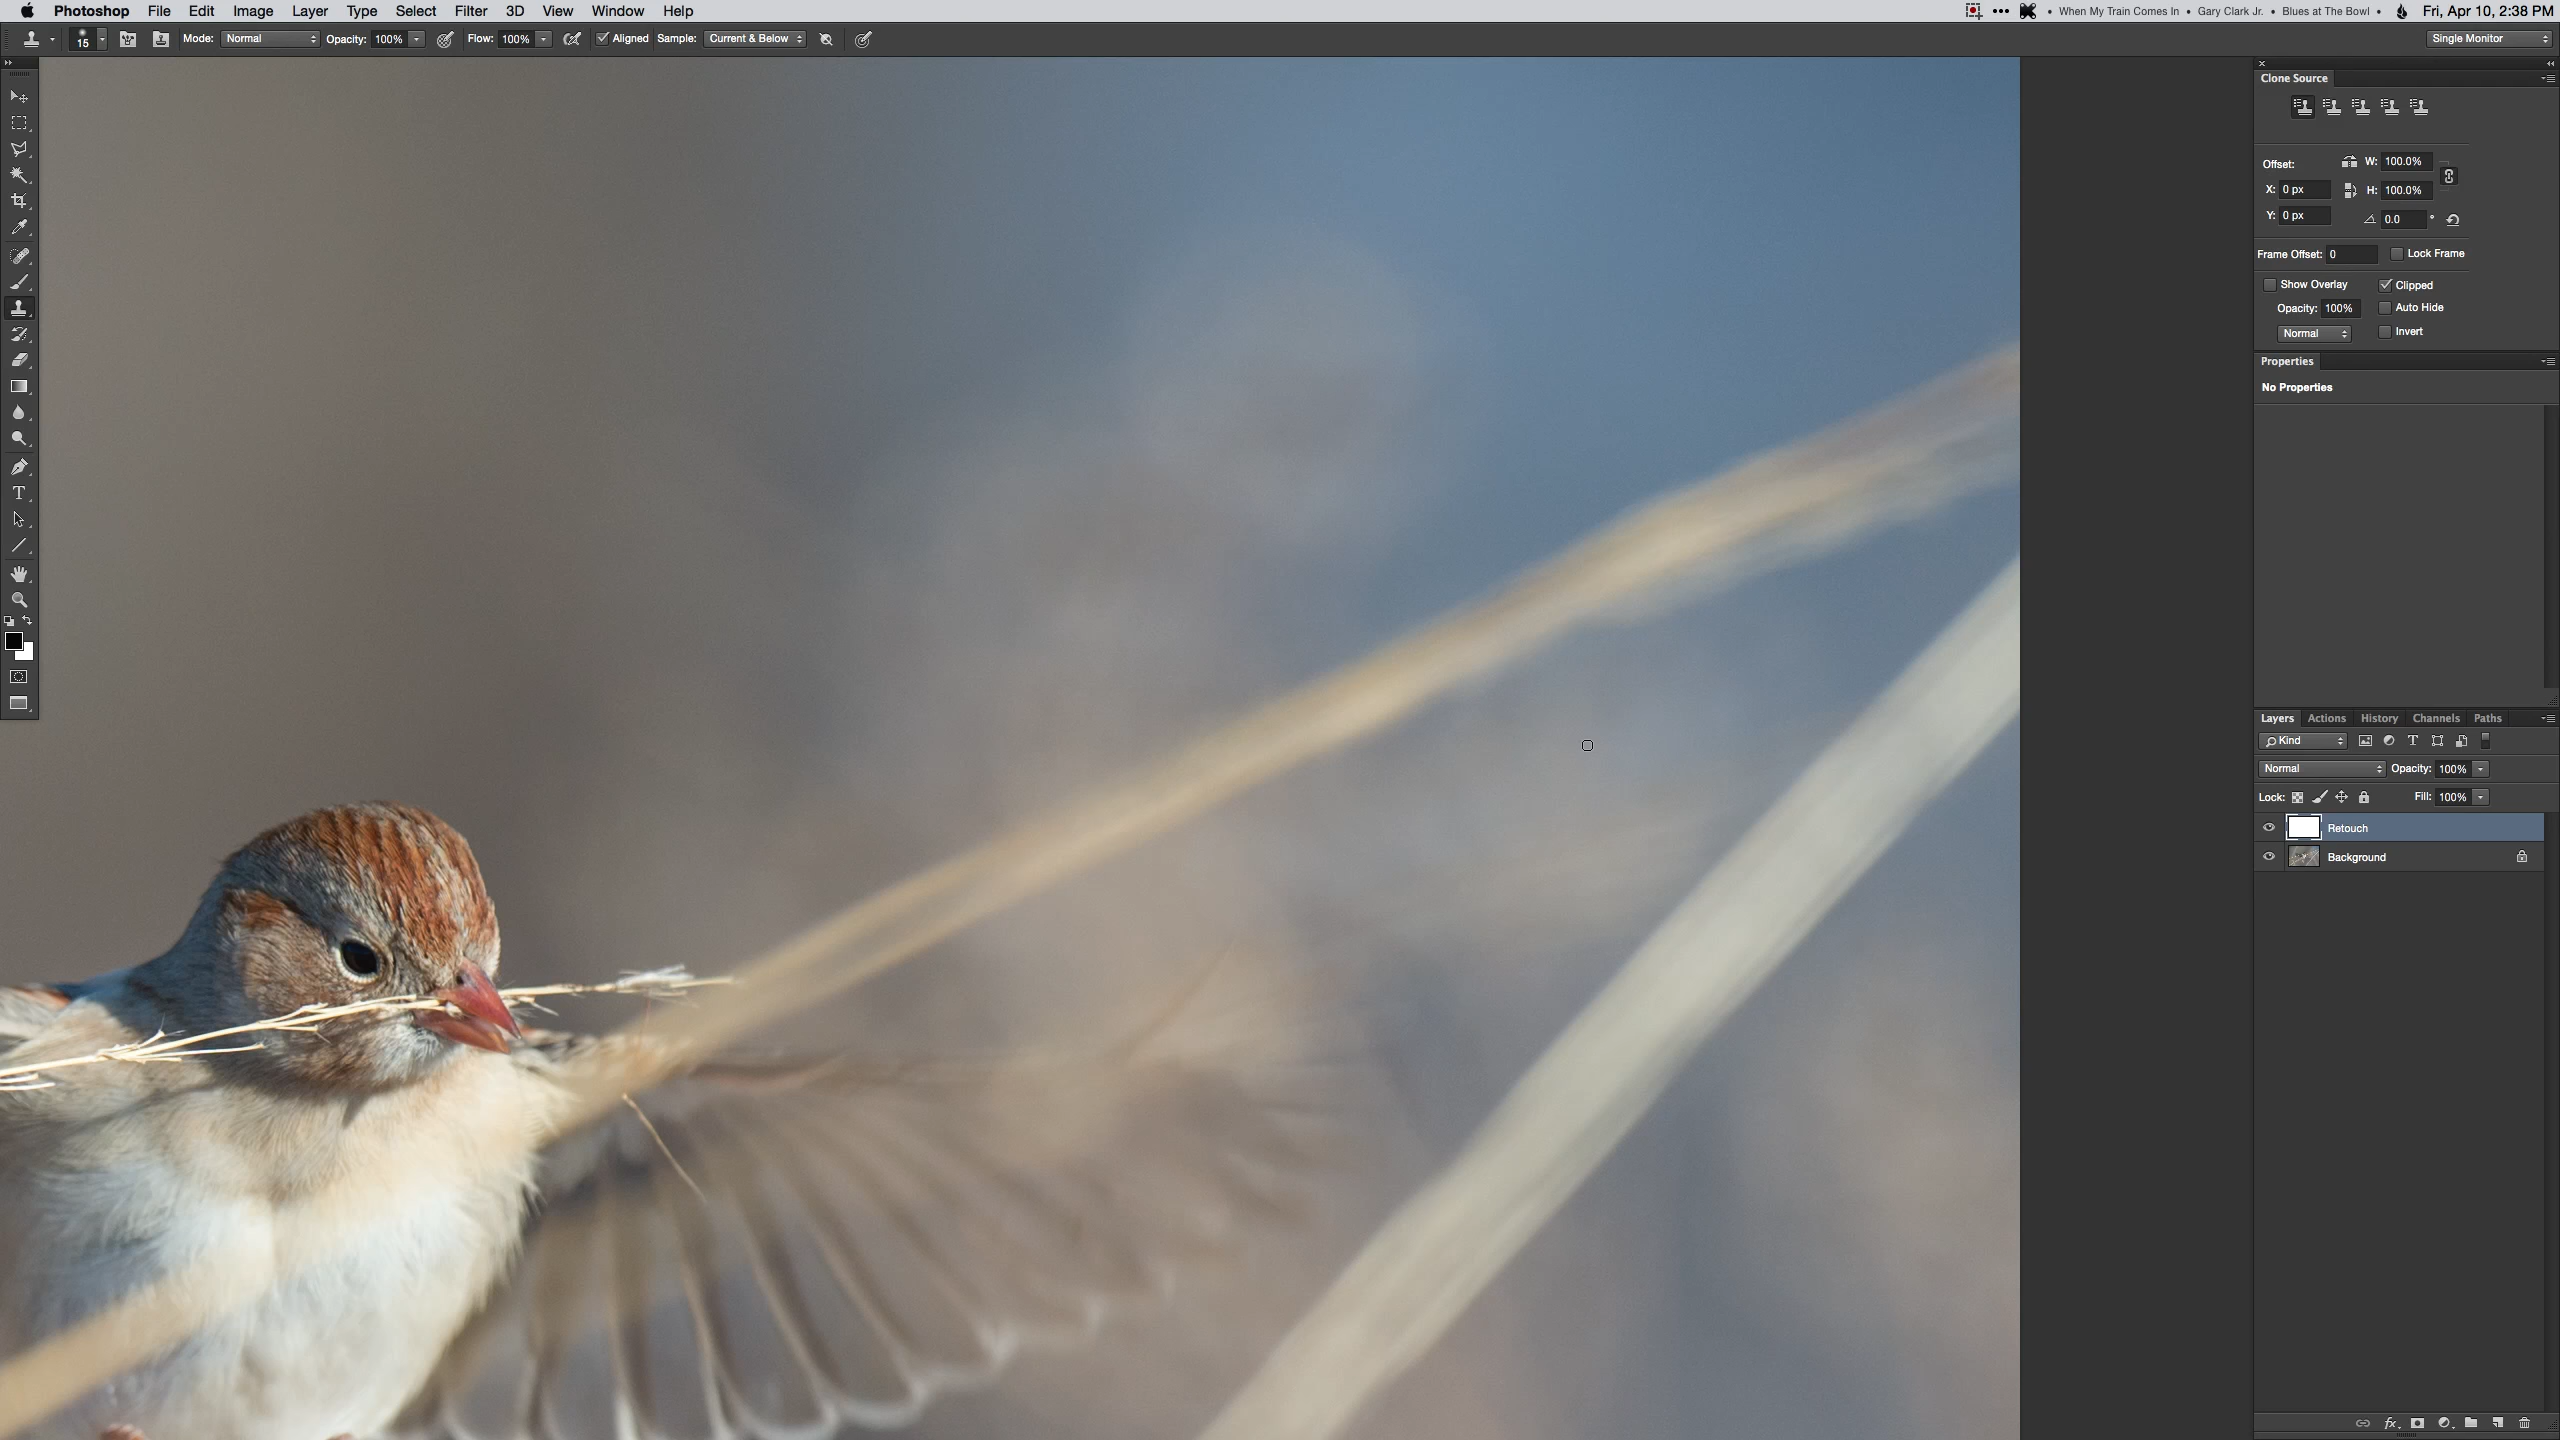 Photoshop File Edit Image Layer Type Select Filter 3D View Window Help • When My Train Comes In • Gary Clark Jr. • Blues at The Bowl • Fri, Apr 10, 2:38 PM
15 Mode: Normal Opacity: 100% Flow: 100% Aligned Sample: Current & Below Single Monitor
Clone Source
Offset: W: 100.0%
X: 0 px H: 100.0%
Y: 0 px 0.0 °
Frame Offset: 0 Lock Frame
Show Overlay Clipped
Opacity: 100% Auto Hide
Normal Invert
Properties
No Properties
Layers Actions History Channels Paths
Kind
Normal Opacity: 100%
Lock: Fill: 100%
Retouch
Background